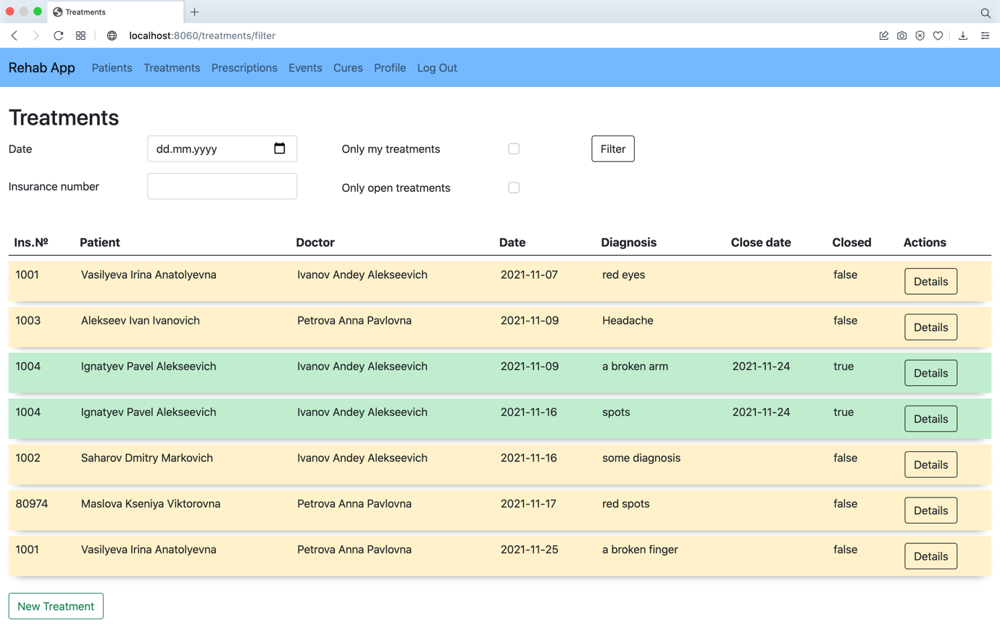 Treatments
localhost:8060/treatments/filter
Rehab App Patients Treatments Prescriptions Events Cures Profile Log Out
Treatments
Date dd.mm.yyyy Only my treatments Filter
Insurance number Only open treatments
Ins.№ Patient Doctor Date Diagnosis Close date Closed Actions
1001 Vasilyeva Irina Anatolyevna Ivanov Andey Alekseevich 2021-11-07 red eyes false Details
1003 Alekseev Ivan Ivanovich Petrova Anna Pavlovna 2021-11-09 Headache false Details
1004 Ignatyev Pavel Alekseevich Ivanov Andey Alekseevich 2021-11-09 a broken arm 2021-11-24 true Details
1004 Ignatyev Pavel Alekseevich Ivanov Andey Alekseevich 2021-11-16 spots 2021-11-24 true Details
1002 Saharov Dmitry Markovich Ivanov Andey Alekseevich 2021-11-16 some diagnosis false Details
80974 Maslova Kseniya Viktorovna Petrova Anna Pavlovna 2021-11-17 red spots false Details
1001 Vasilyeva Irina Anatolyevna Petrova Anna Pavlovna 2021-11-25 a broken finger false Details
New Treatment